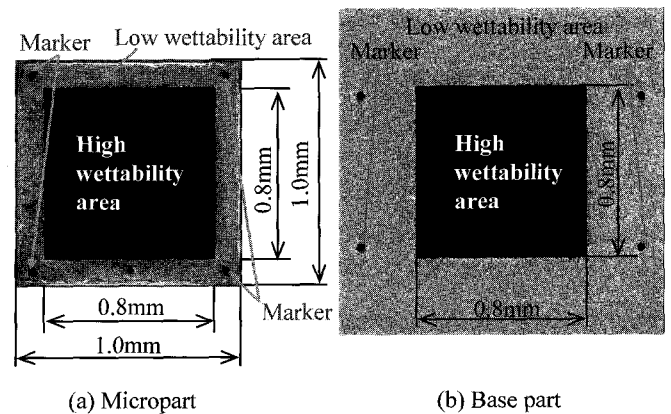 Marker
Low wettability area
High
wettability
area
0.8mm
1.0mm
0.8mm
1.0mm
Marker
(a) Micropart
Low wettability area
Marker
Marker
High
wettability
area
0.8mm
0.8mm
(b) Base part